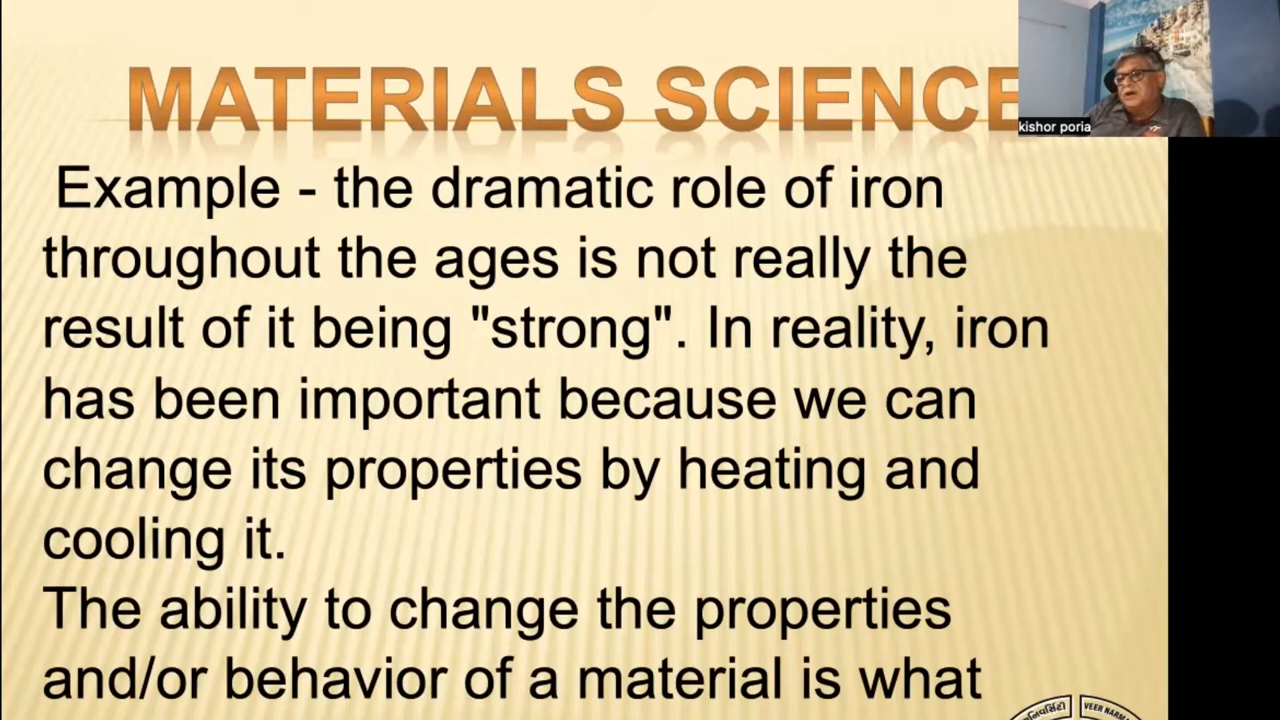 MATERIALS SCIENCE
kishor poria
Example - the dramatic role of iron
throughout the ages is not really the
result of it being "strong". In reality, iron
has been important because we can
change its properties by heating and
cooling it.
The ability to change the properties
and/or behavior of a material is what
VEER NARM